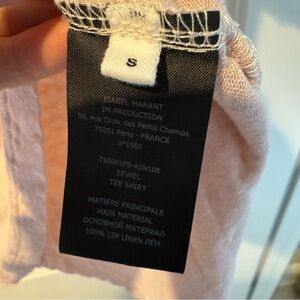 S
ISABEL MARANT
IM PRODUCTION
50, rue Croix des Petits Champs
75001 Paris - FRANCE
n°1501
TS0001FB-A1N10E
ZEWEL
TEE SHIRT
MATIERE PRINCIPALE
MAIN MATERIAL
ОСНОВНОЙ МАТЕРИАЛ
100% LIN LINEN ЛЕН